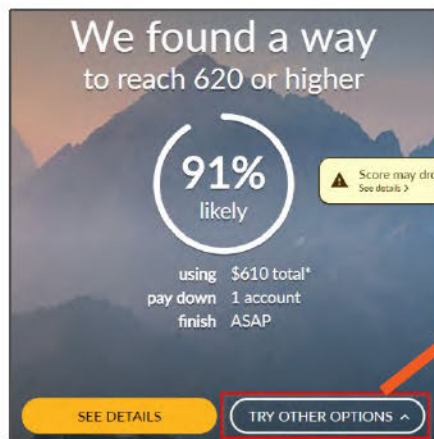 We found a way
to reach 620 or higher
91%
likely
Score may
See details >
using $610 total*
pay down 1 account
finish ASAP
SEE DETAILS
TRY OTHER OPTIONS